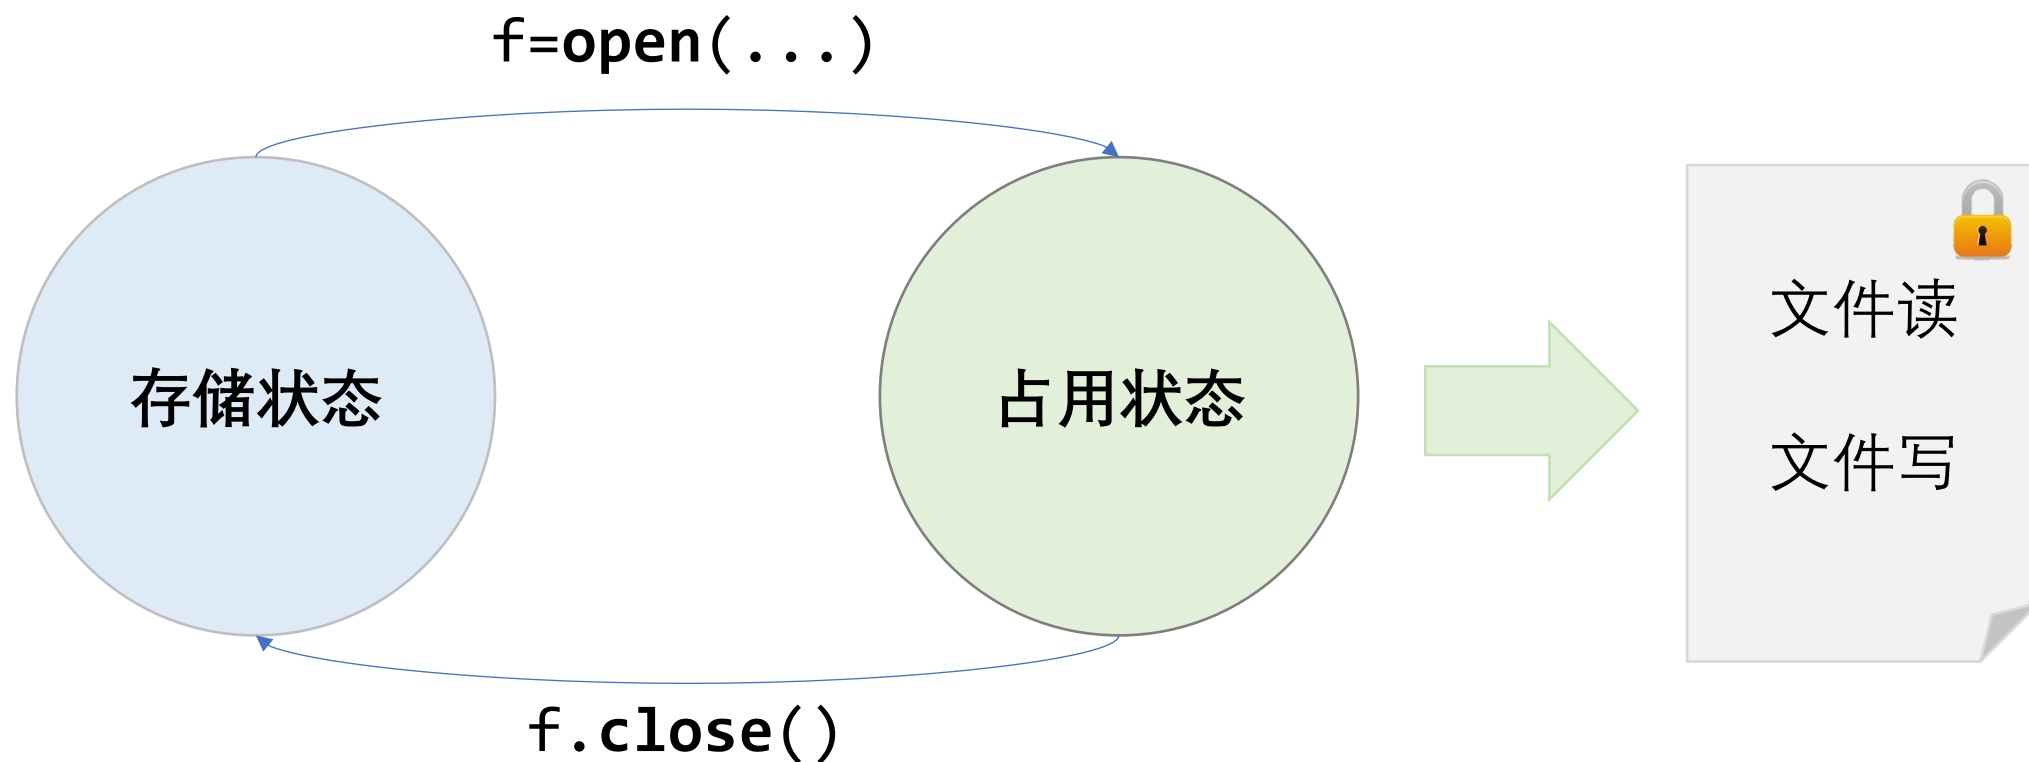 f=open(...)
存储状态
占用状态
文件读
文件写
f.close()